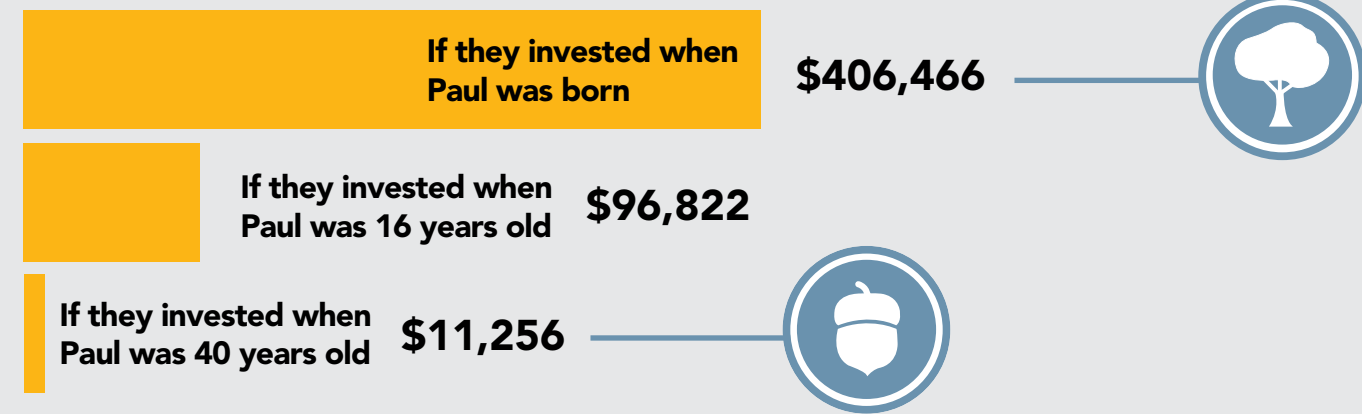 If they invested when
Paul was born
$406,466
If they invested when
Paul was 16 years old
$96,822
If they invested when
Paul was 40 years old
$11,256